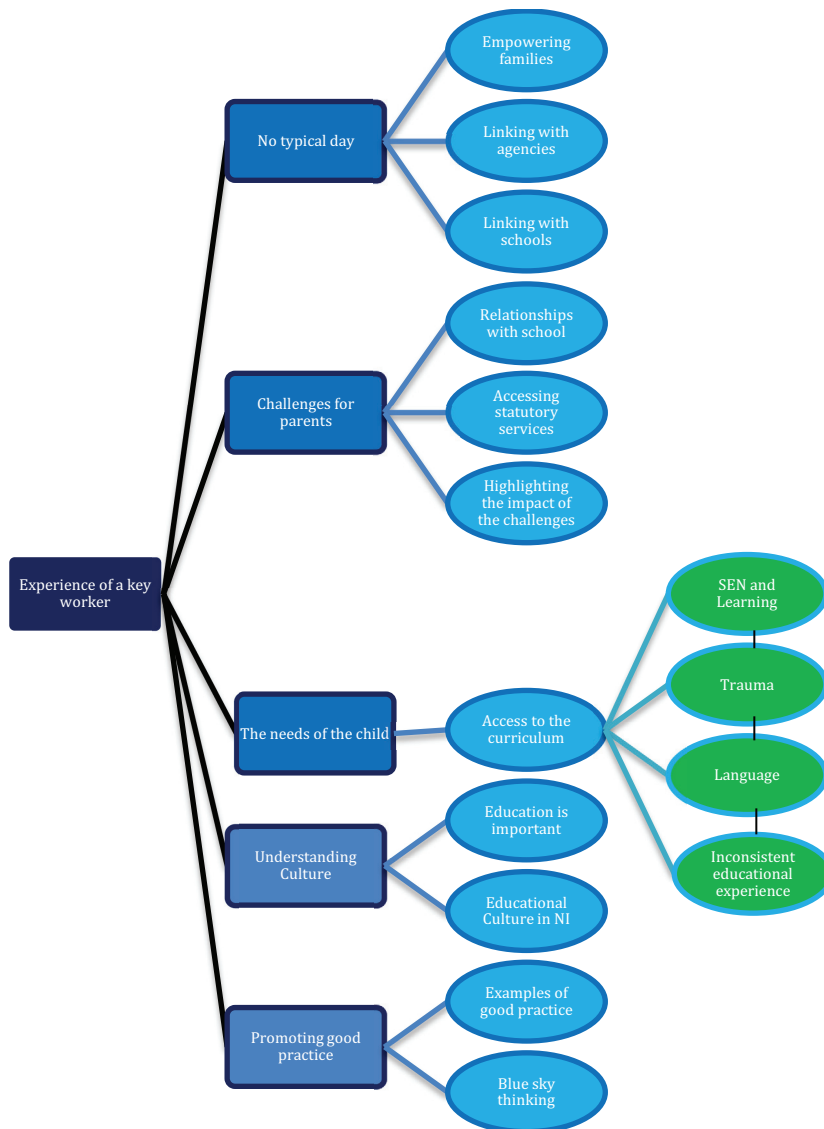 Experience of a key
worker
No typical day
Empowering
families
Linking with
agencies
Linking with
schools
Challenges for
parents
Relationships
with school
Accessing
statutory
services
Highlighting
the impact of
the challenges
The needs of the child
Access to the
curriculum
SEN and
Learning
Trauma
Language
Inconsistent
educational
experience
Understanding
Culture
Education is
important
Educational
Culture in NI
Promoting good
practice
Examples of
good practice
Blue sky
thinking